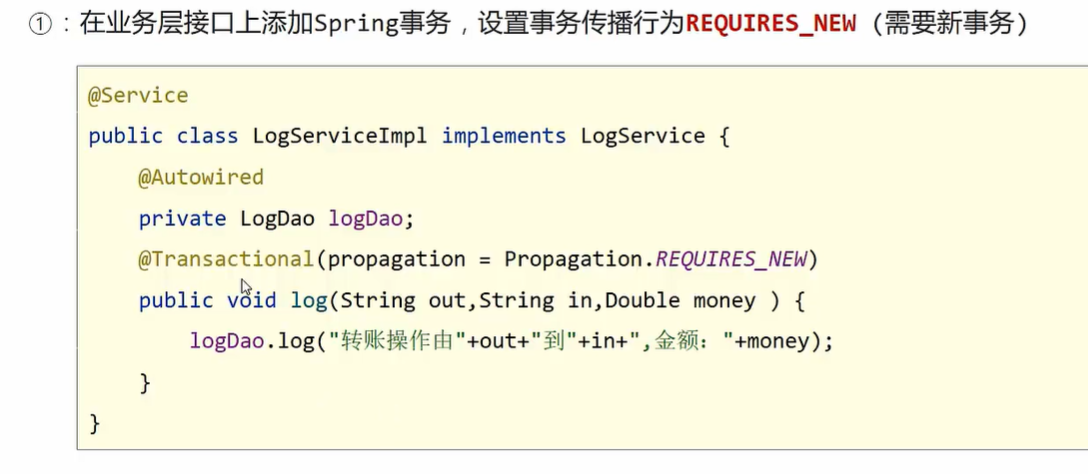 ①：在业务层接口上添加Spring事务，设置事务传播行为REQUIRES_NEW（需要新事务）
@Service
public class LogServiceImpl implements LogService {
@Autowired
private LogDao logDao;
@Transactional(propagation = Propagation.REQUIRES_NEW)
public void log(String out,String in,Double money ) {
logDao.log("转账操作由"+out+"到"+in+",金额："+money);
}
}